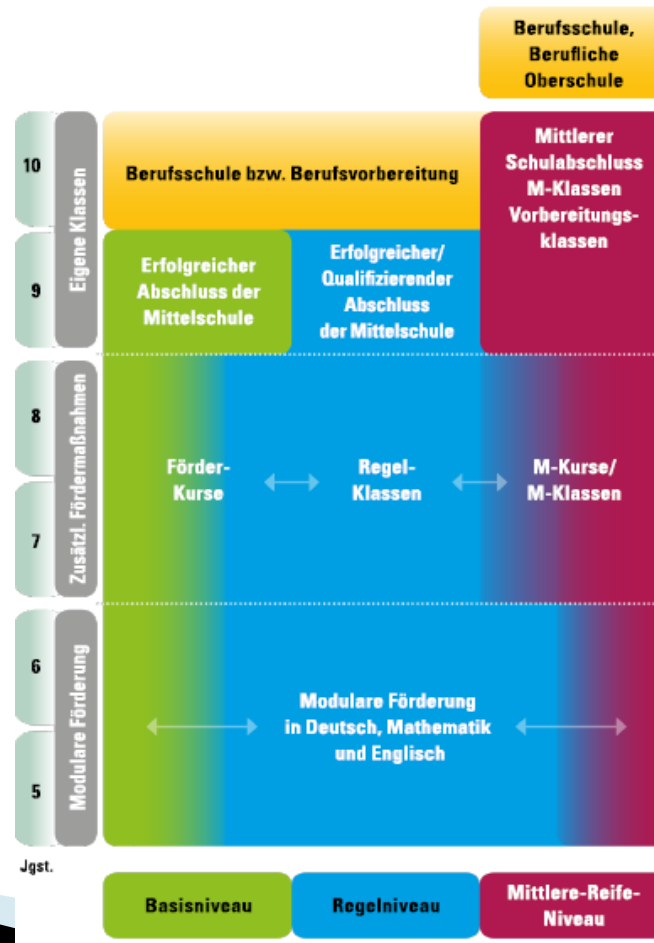 Berufsschule,
Berufliche
Oberschule
10
9
Eigene Klassen
Berufsschule bzw. Berufsvorbereitung
Mittlerer
Schulabschluss
M-Klassen
Vorbereitungs-
klassen
Erfolgreicher
Abschluss der
Mittelschule
Erfolgreicher/
Qualifizierender
Abschluss
der Mittelschule
8
7
Zusätzl. Fördermaßnahmen
Förder-
Kurse
Regel-
Klassen
M-Kurse/
M-Klassen
6
5
Modulare Förderung
Modulare Förderung
in Deutsch, Mathematik
und Englisch
Jgst.
Basisniveau
Regelniveau
Mittlere-Reife-
Niveau